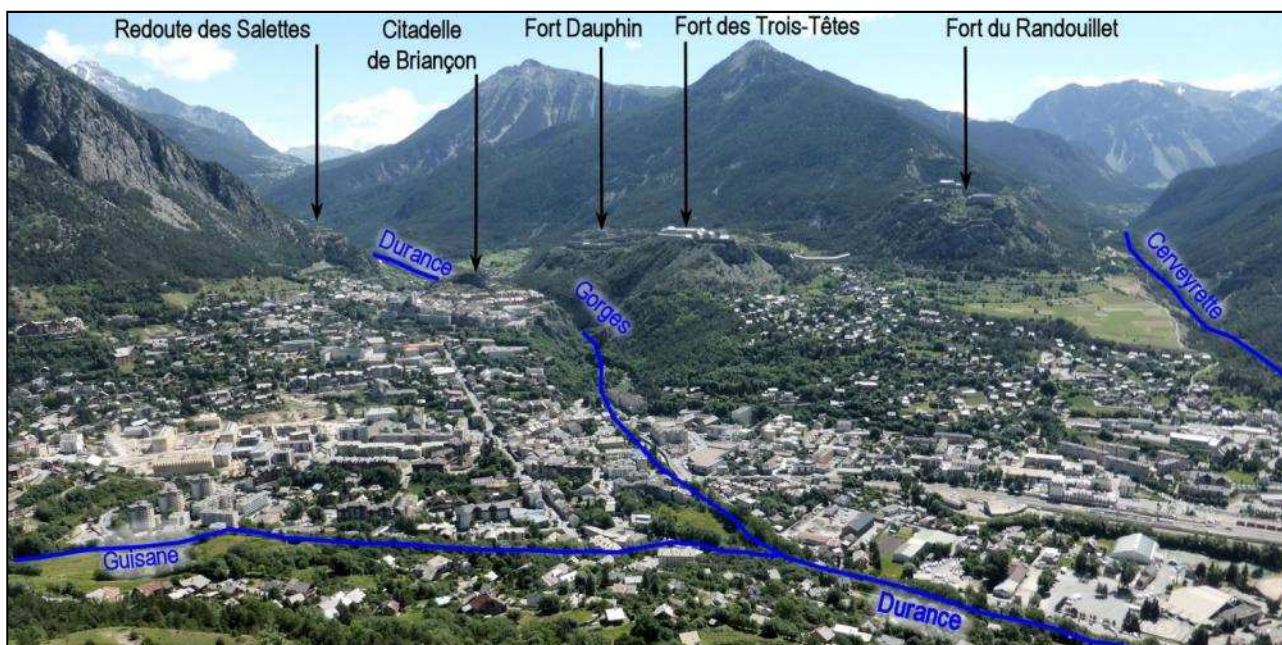 Redoute des Salettes
Citadelle
de Briançon
Fort Dauphin
Fort des Trois-Têtes
Fort du Randouillet
Durance
Gorges
Cerveyrette
Guisane
Durance